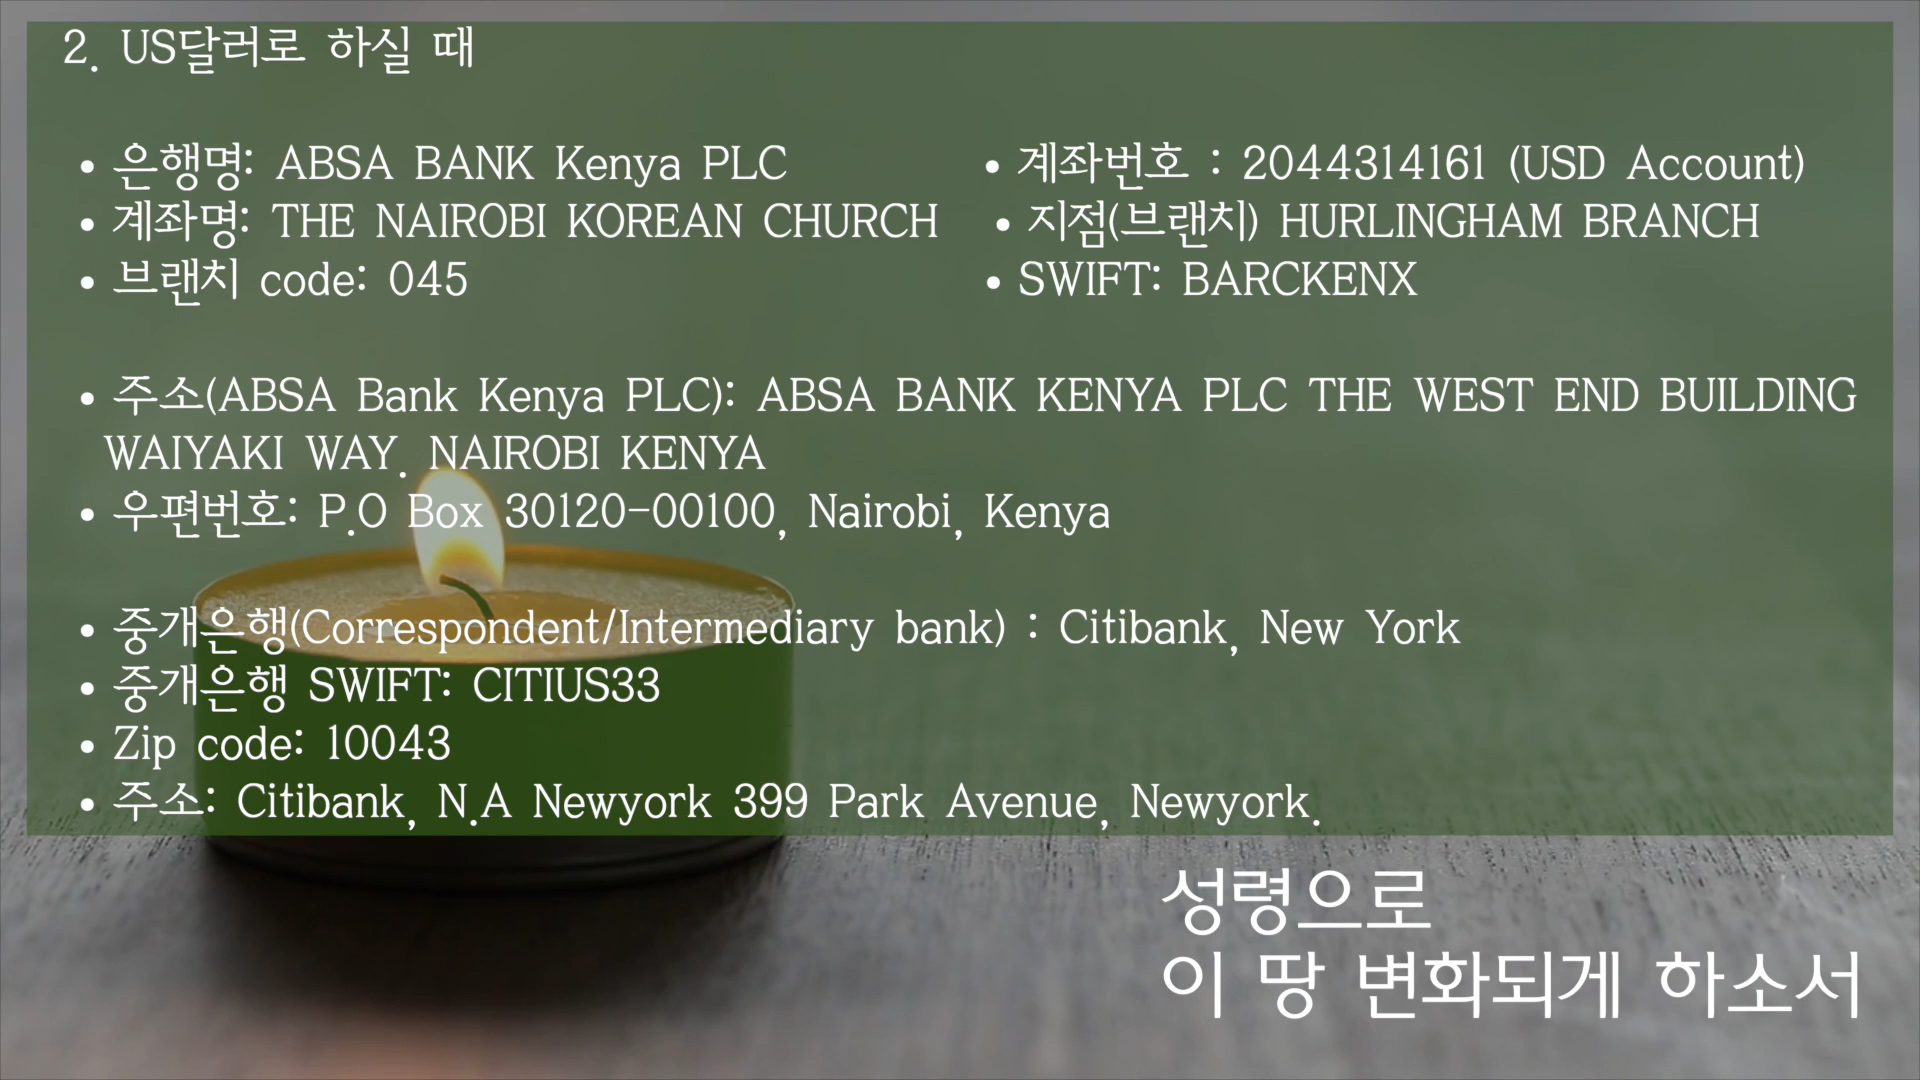 2. US달러로 하실 때
• 은행명: ABSA BANK Kenya PLC
• 계좌번호 : 2044314161 (USD Account)
• 계좌명: THE NAIROBI KOREAN CHURCH
• 지점(브랜치) HURLINGHAM BRANCH
• 브랜치 code: 045
• SWIFT: BARCKENX
• 주소(ABSA Bank Kenya PLC): ABSA BANK KENYA PLC THE WEST END BUILDING
WAIYAKI WAY. NAIROBI KENYA
• 우편번호: P.O Box 30120-00100, Nairobi, Kenya
• 중개은행(Correspondent/Intermediary bank) : Citibank, New York
• 중개은행 SWIFT: CITIUS33
• Zip code: 10043
• 주소: Citibank, N.A Newyork 399 Park Avenue, Newyork.
성령으로
이 땅 변화되게 하소서